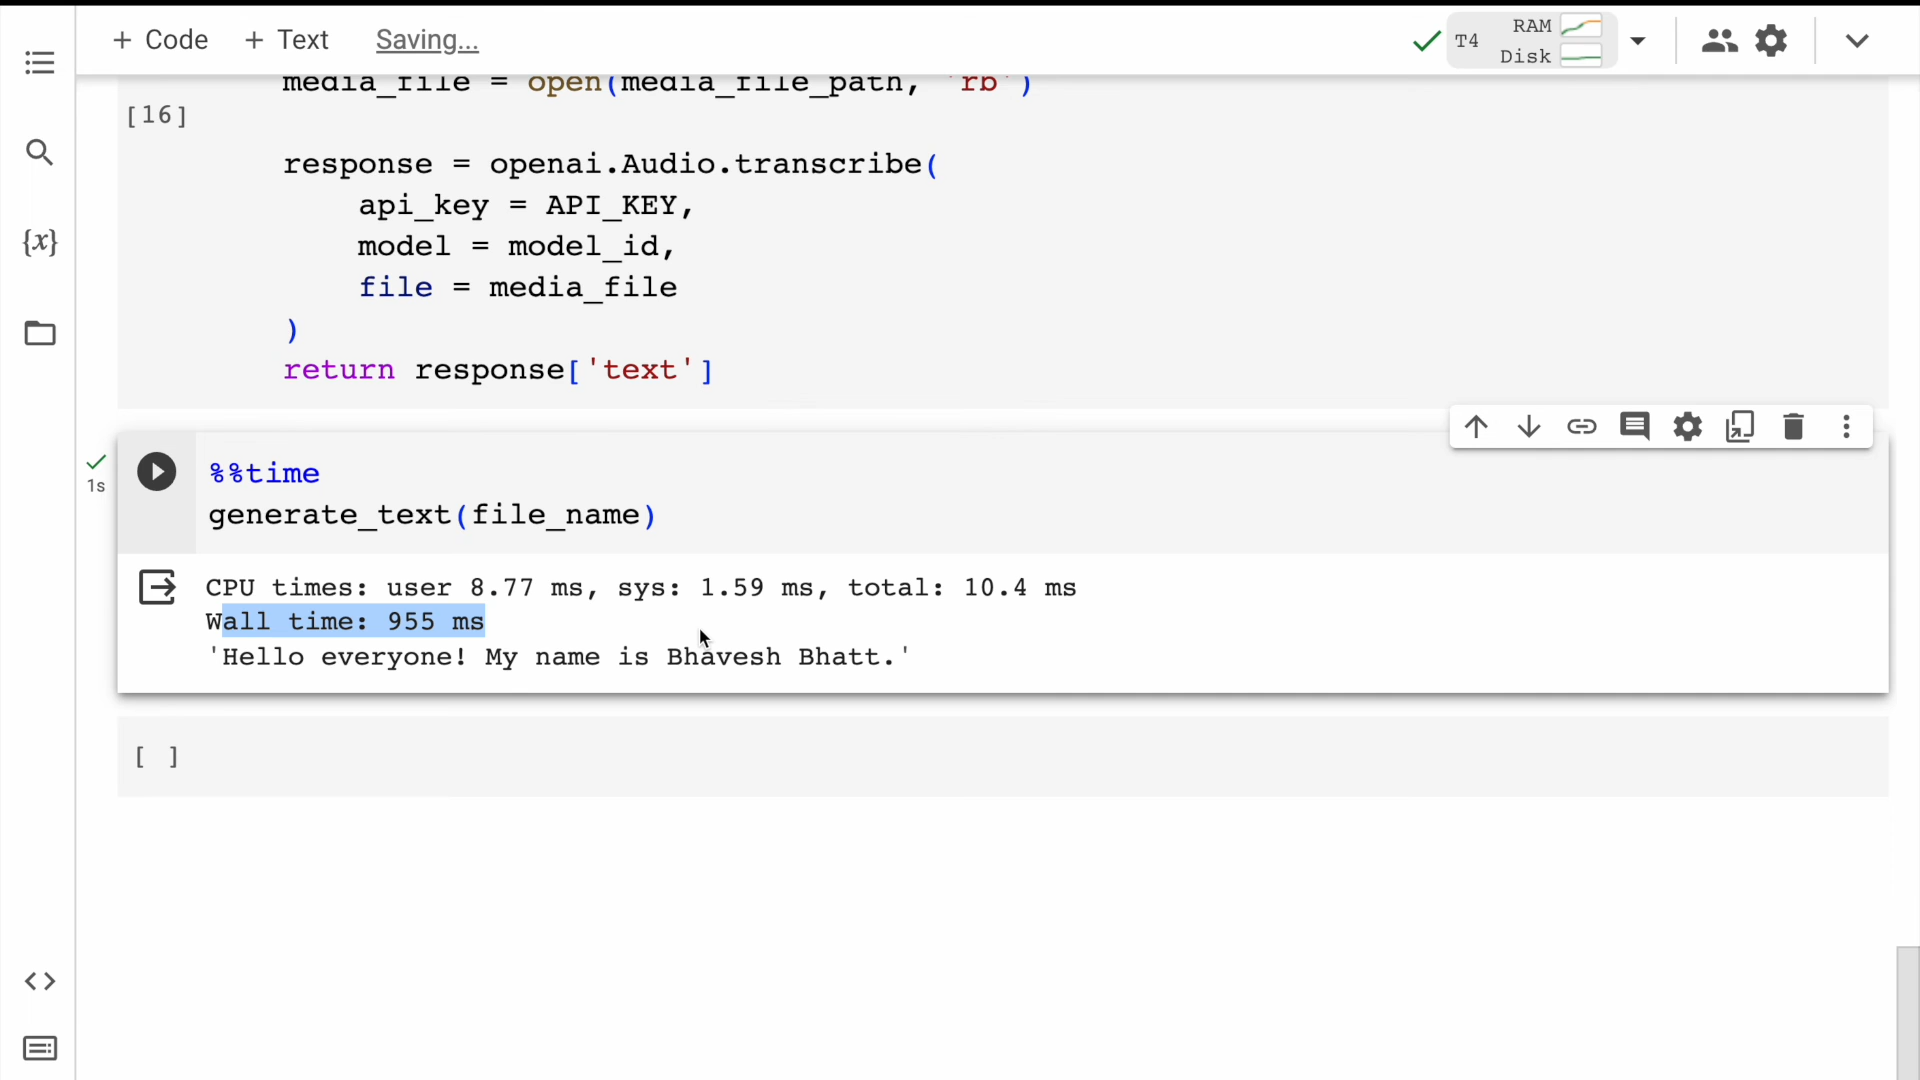 + Code + Text Saving... T4 RAM
Disk
media_file = open(media_file_path, 'rb')
[16]
response = openai.Audio.transcribe(
api_key = API_KEY,
model = model_id,
file = media_file
)
return response['text']
{x}
1s
%%time
generate_text(file_name)
CPU times: user 8.77 ms, sys: 1.59 ms, total: 10.4 ms
Wall time: 955 ms
'Hello everyone! My name is Bhavesh Bhatt.'
[ ]